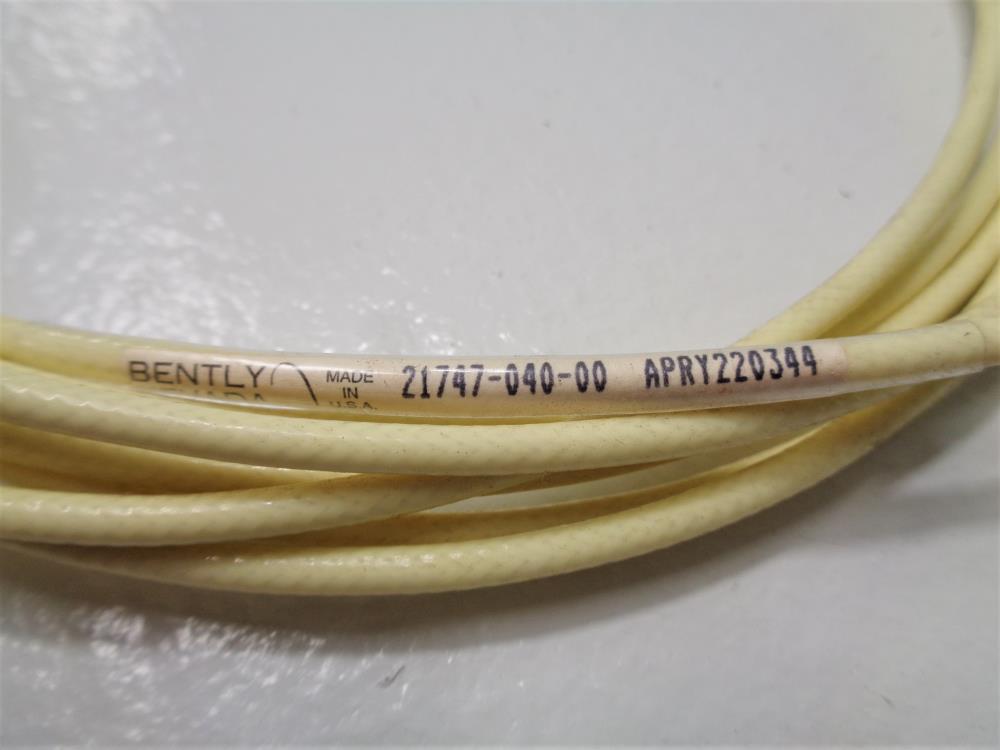 BENTLY
MADE
IN
U.S.A.
21747-040-00 APRY220344